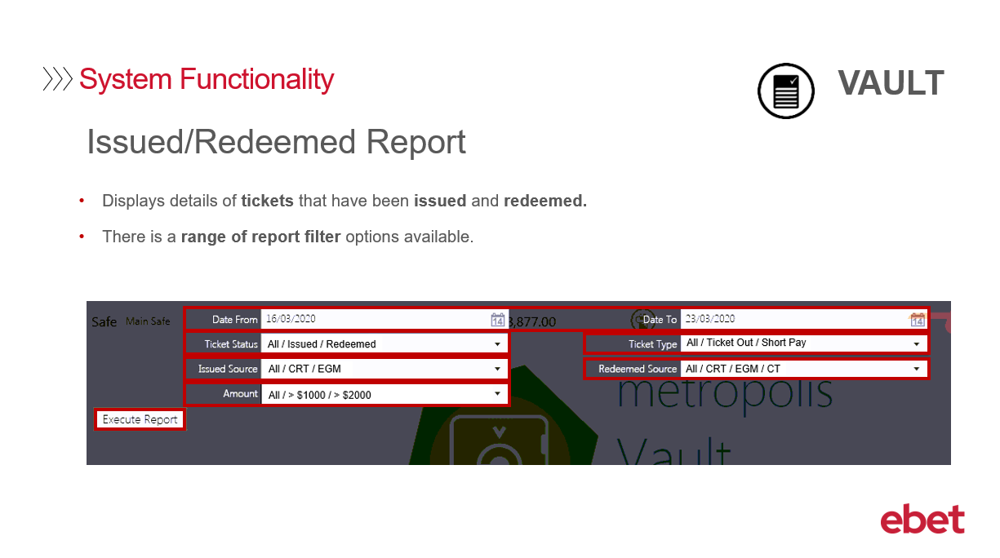 System Functionality
VAULT
Issued/Redeemed Report
• Displays details of tickets that have been issued and redeemed.
• There is a range of report filter options available.
Safe Main Safe Date From 16/03/2020 14 3,877.00 Date To 23/03/2020 14
Ticket Status All / Issued / Redeemed Ticket Type All / Ticket Out / Short Pay
Issued Source All / CRT / EGM Redeemed Source All / CRT / EGM / CT
Amount All / > $1000 / > $2000
metropolis
Execute Report
Vault
ebet